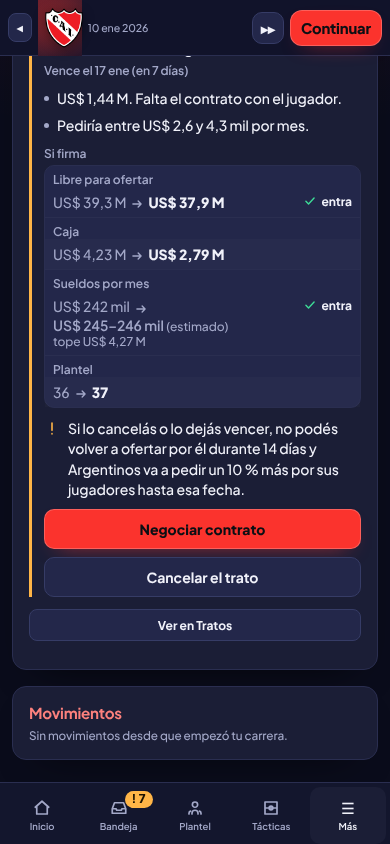 ◄
C.A.I.
10 ene 2026
►►
Continuar
Vence el 17 ene (en 7 días)
• US$ 1,44 M. Falta el contrato con el jugador.
• Pediría entre US$ 2,6 y 4,3 mil por mes.
Si firma
Libre para ofertar
US$ 39,3 M → US$ 37,9 M ✓ entra
Caja
US$ 4,23 M → US$ 2,79 M
Sueldos por mes
US$ 242 mil → ✓ entra
US$ 245–246 mil (estimado)
tope US$ 4,27 M
Plantel
36 → 37
! Si lo cancelás o lo dejás vencer, no podés
volver a ofertar por él durante 14 días y
Argentinos va a pedir un 10 % más por sus
jugadores hasta esa fecha.
Negociar contrato
Cancelar el trato
Ver en Tratos
Movimientos
Sin movimientos desde que empezó tu carrera.
! 7
Inicio Bandeja Plantel Tácticas Más